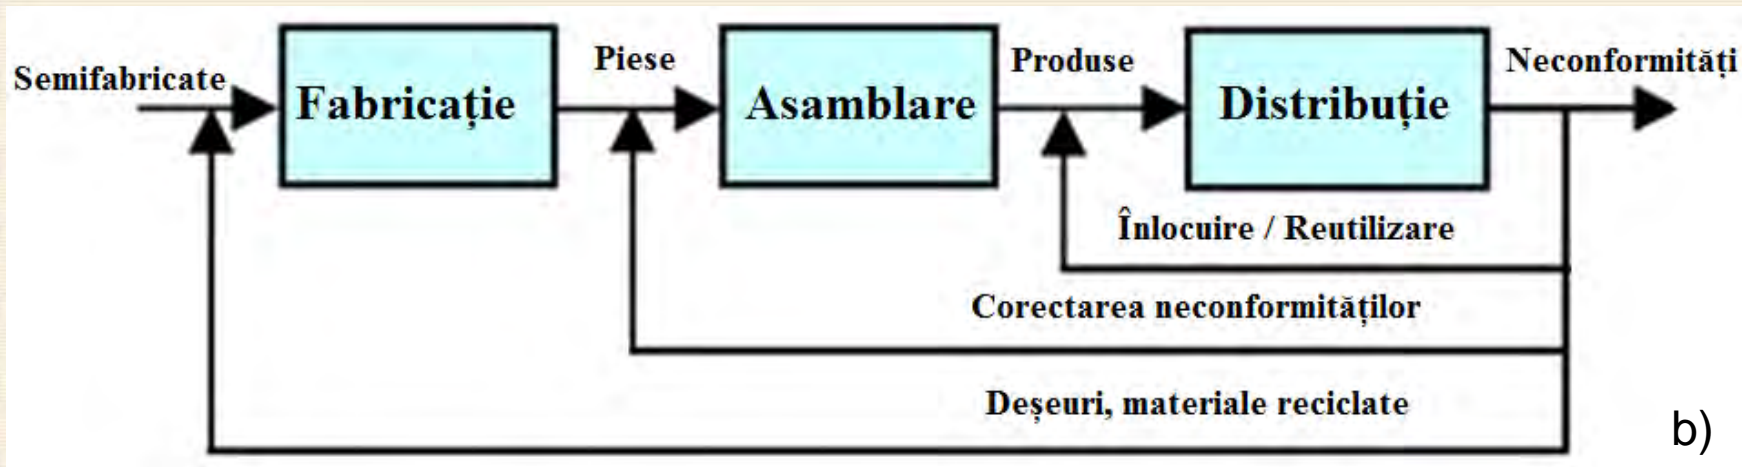 Semifabricate
Fabricație
Piese
Asamblare
Produse
Distribuție
Neconformități
Înlocuire / Reutilizare
Corectarea neconformităților
Deșeuri, materiale reciclate
b)